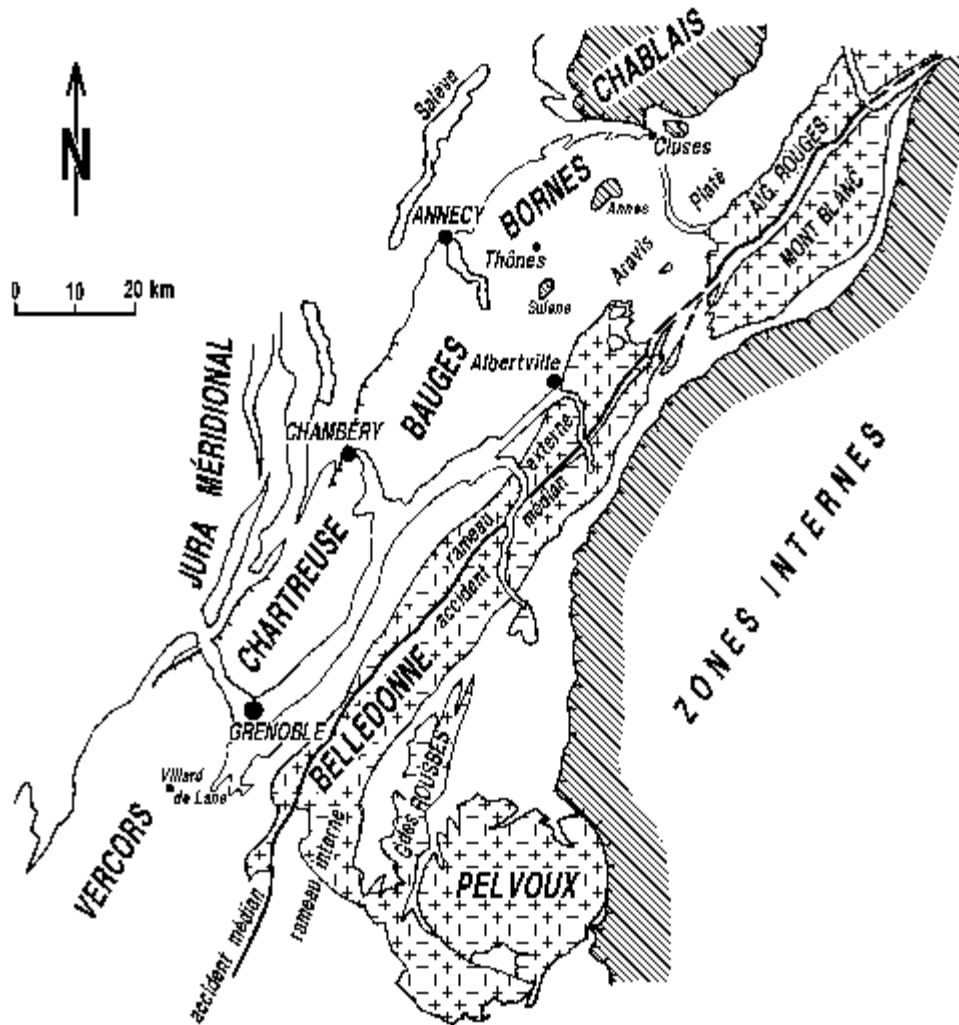 CHABLAIS
Salève
N
Cluses
AIG. ROUGES
Platé
MONT BLANC
BORNES
Annes
ANNECY
Thônes
Aravis
0 10 20 km
Sulens
BAUGES
Albertville
JURA MÉRIDIONAL
CHAMBÉRY
externe
médian
rameau
accident
CHARTREUSE
ZONES INTERNES
BELLEDONNE
GRENOBLE
Villard
de Lans
Gdes ROUSSES
VERCORS
rameau interne
PELVOUX
accident médian